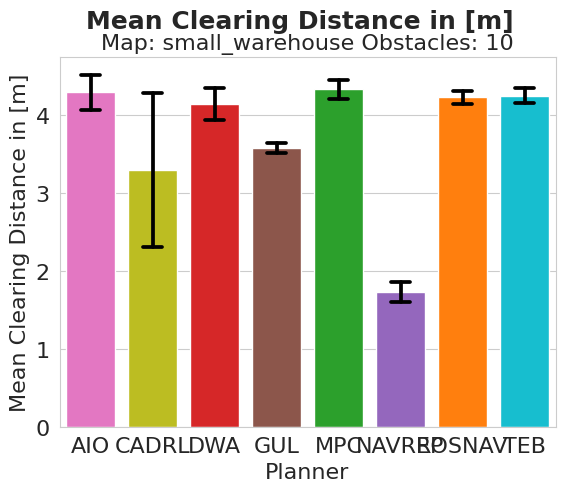 Mean Clearing Distance in [m]
Map: small_warehouse Obstacles: 10
Mean Clearing Distance in [m]
4
3
2
1
0
AIO CADRL DWA GUL MPC NAVREP ROSNAV TEB
Planner